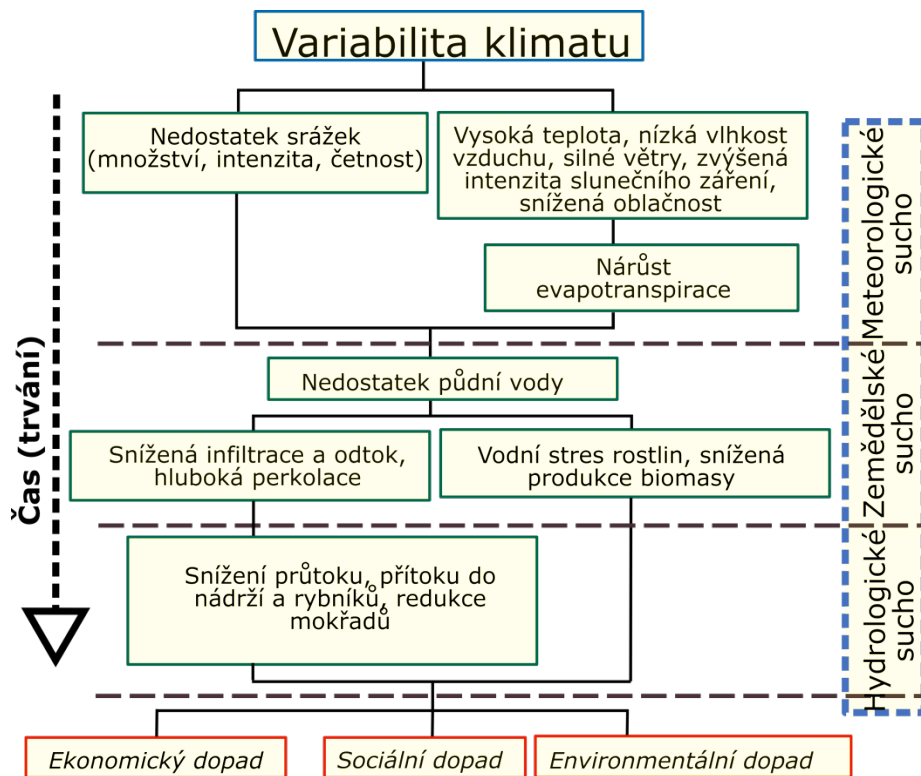 Variabilita klimatu
Nedostatek srážek
(množství, intenzita, četnost)
Vysoká teplota, nízká vlhkost
vzduchu, silné větry, zvýšená
intenzita slunečního záření,
snížená oblačnost
Nárůst
evapotranspirace
Meteorologické
sucho
Nedostatek půdní vody
Snížená infiltrace a odtok,
hluboká perkolace
Vodní stres rostlin, snížená
produkce biomasy
Zemědělské
sucho
Čas (trvání)
Snížení průtoku, přítoku do
nádrží a rybníků, redukce
mokřadů
Hydrologické
sucho
Ekonomický dopad
Sociální dopad
Environmentální dopad